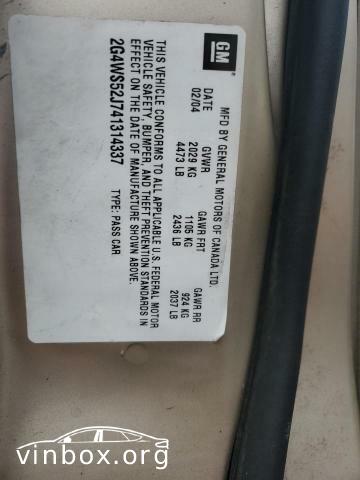 GM
MFD BY GENERAL MOTORS OF CANADA LTD.
DATE GVWR GAWR FRT GAWR RR
02/04 2029 KG 1105 KG 924 KG
4473 LB 2436 LB 2037 LB
THIS VEHICLE CONFORMS TO ALL APPLICABLE U.S. FEDERAL MOTOR
VEHICLE SAFETY, BUMPER, AND THEFT PREVENTION STANDARDS IN
EFFECT ON THE DATE OF MANUFACTURE SHOWN ABOVE.
2G4WS52J741314337 TYPE: PASS CAR
vinbox.org